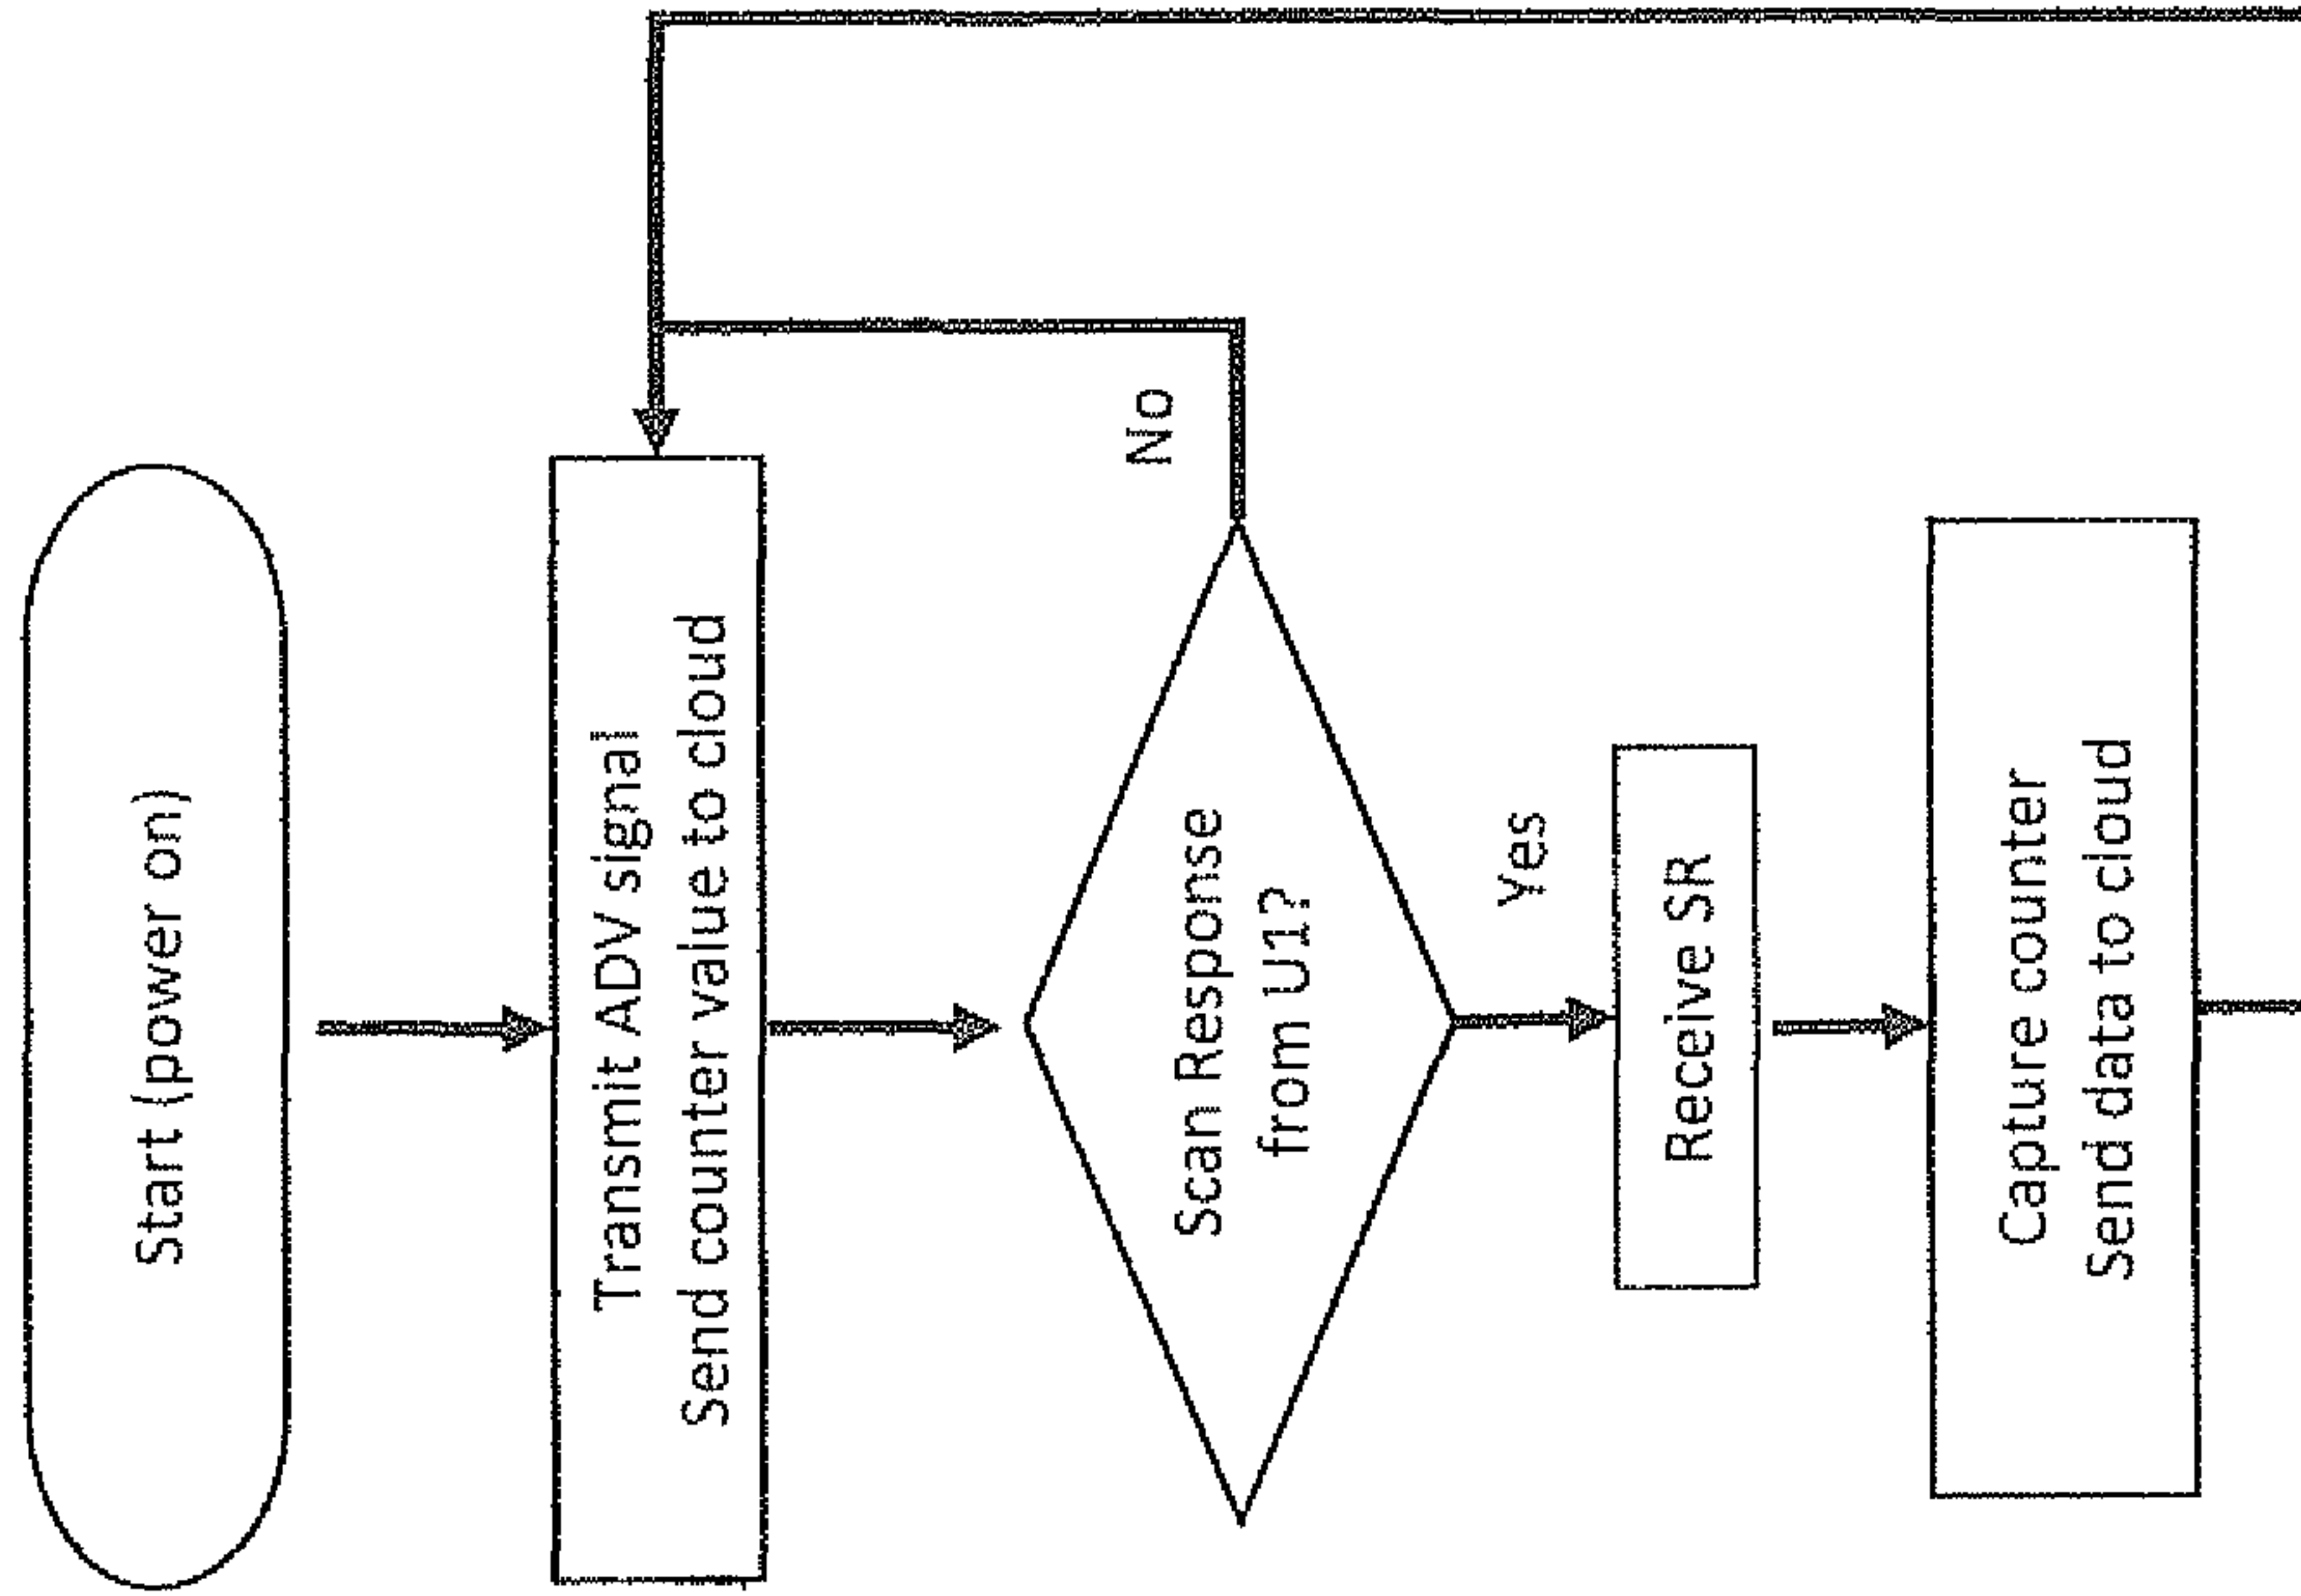 Start (power on)
Transmit ADV signal
Send counter value to cloud
Scan Response
from U1?
No
Yes
Receive SR
Capture counter
Send data to cloud